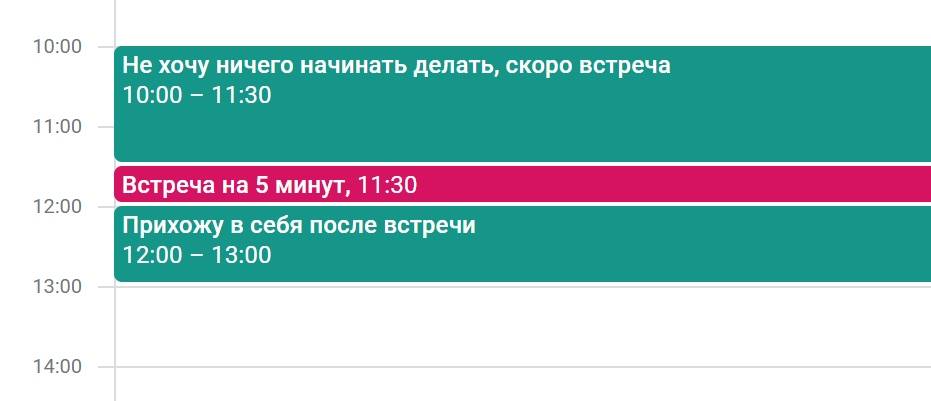 10:00
Не хочу ничего начинать делать, скоро встреча
10:00 – 11:30
11:00
Встреча на 5 минут, 11:30
12:00
Прихожу в себя после встречи
12:00 – 13:00
13:00
14:00